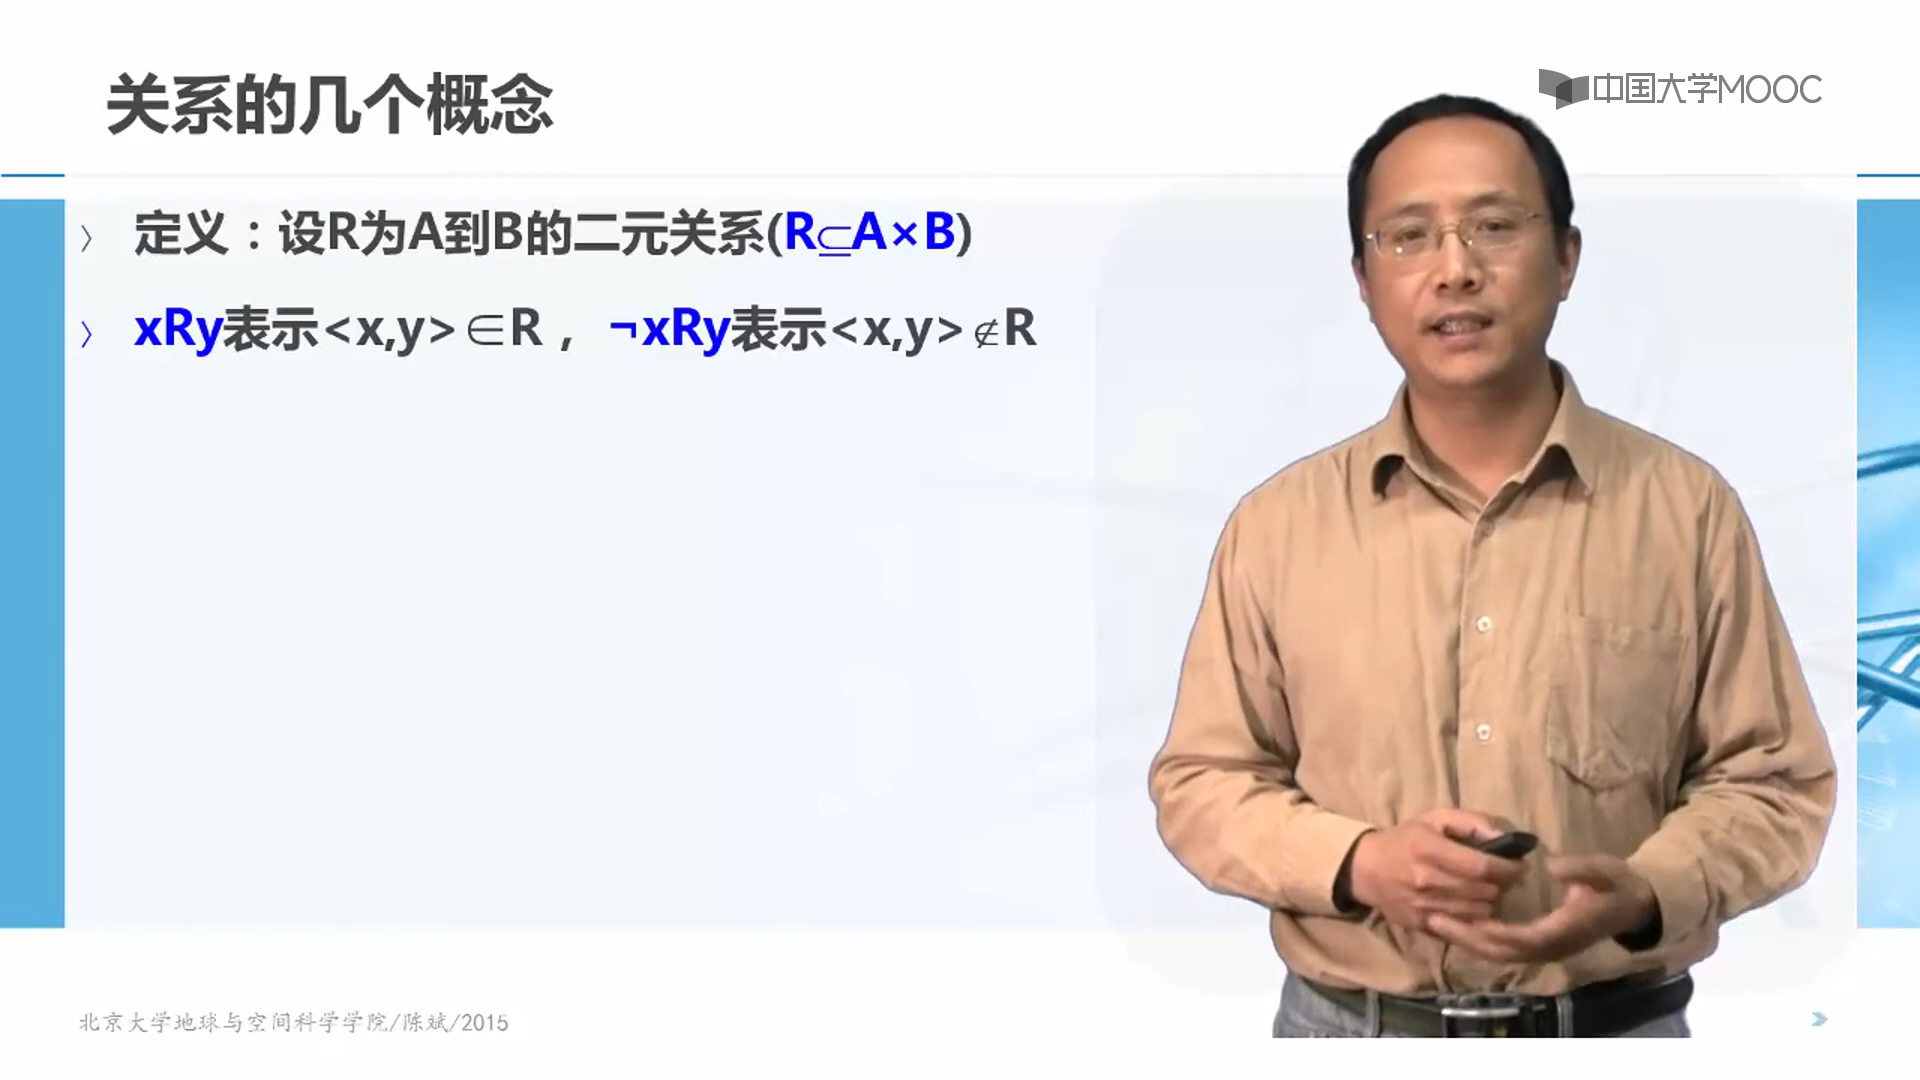 关系的几个概念
中国大学MOOC
定义：设R为A到B的二元关系(R⊆A×B)
xRy表示<x,y>∈R，¬xRy表示<x,y>∉R
北京大学地球与空间科学学院/陈斌/2015